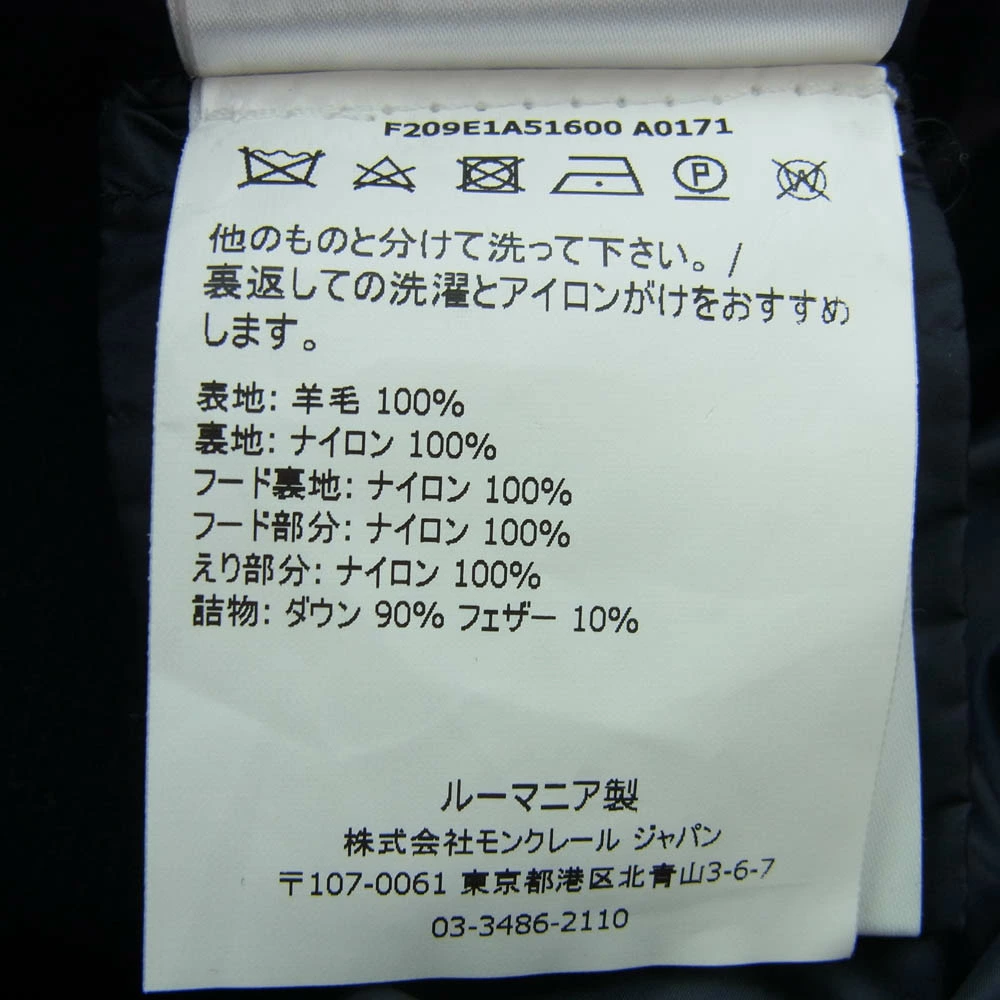 F209E1A51600 A0171
P W
他のものと分けて洗って下さい。/
裏返しての洗濯とアイロンがけをおすすめ
します。
表地: 羊毛 100%
裏地: ナイロン 100%
フード裏地: ナイロン 100%
フード部分: ナイロン 100%
えり部分: ナイロン 100%
詰物: ダウン 90% フェザー 10%
ルーマニア製
株式会社モンクレール ジャパン
〒107-0061 東京都港区北青山3-6-7
03-3486-2110